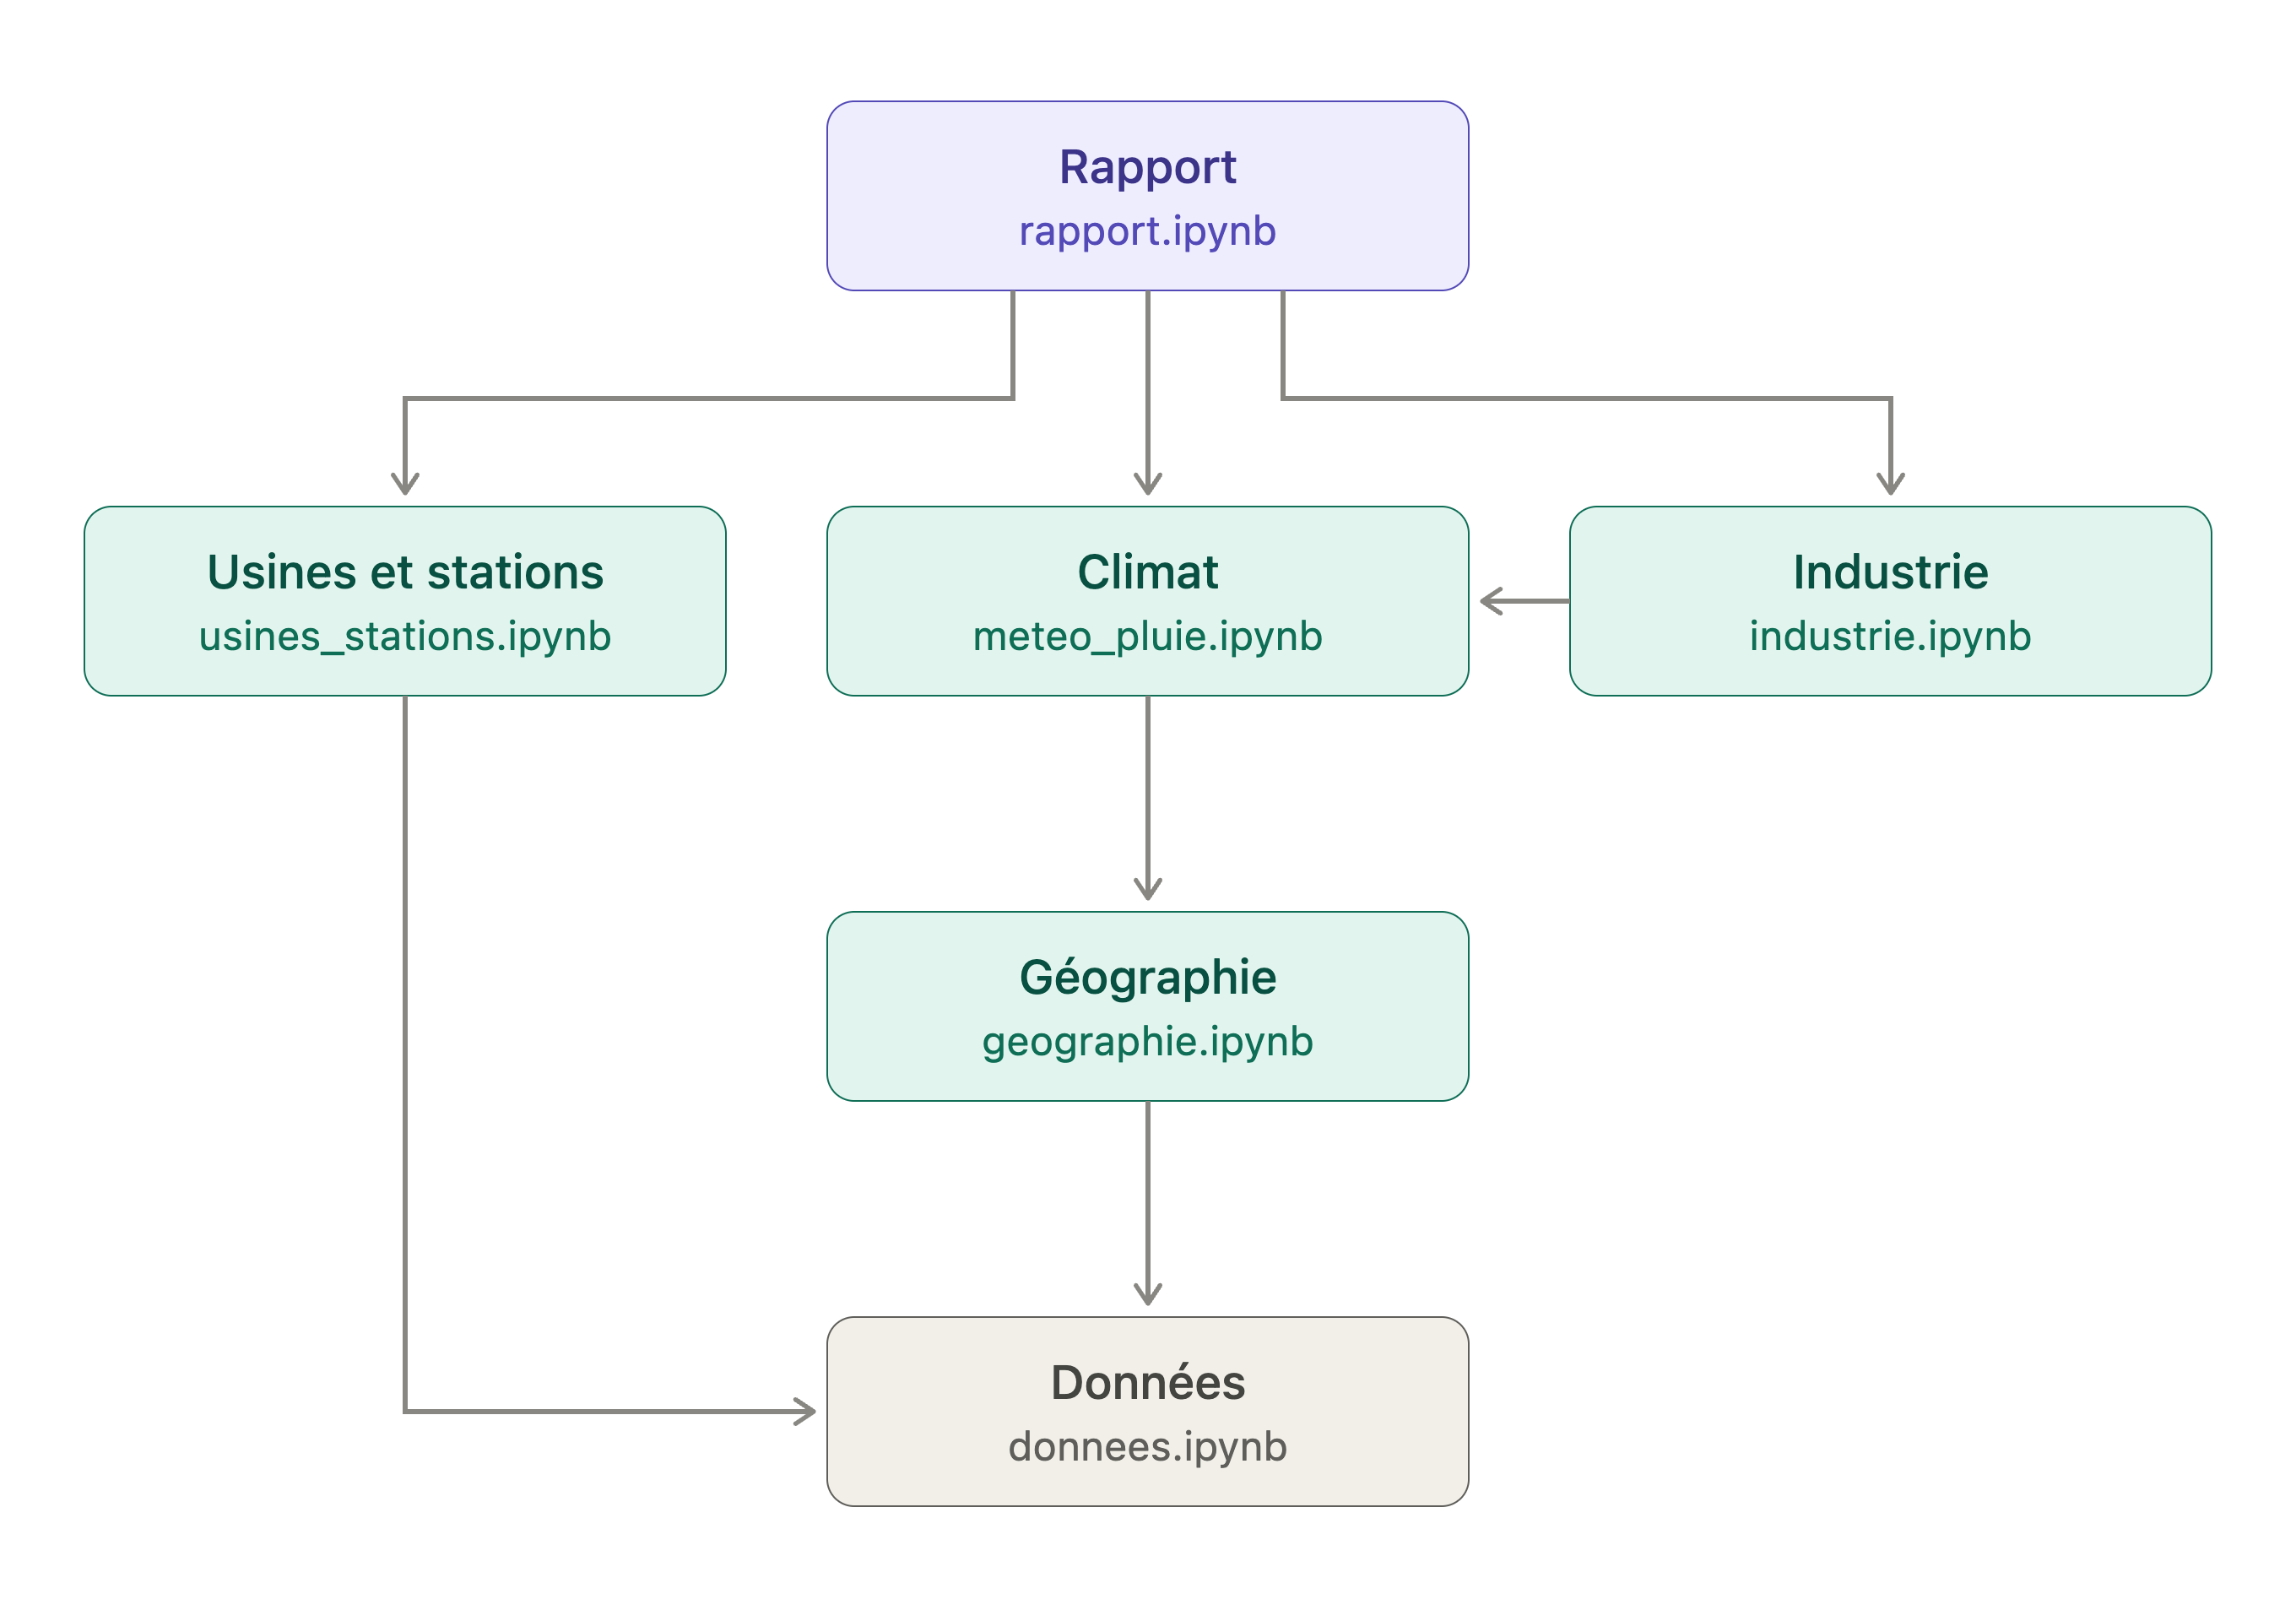 Rapport
rapport.ipynb
Usines et stations
usines_stations.ipynb
Climat
meteo_pluie.ipynb
Industrie
industrie.ipynb
Géographie
geographie.ipynb
Données
donnees.ipynb